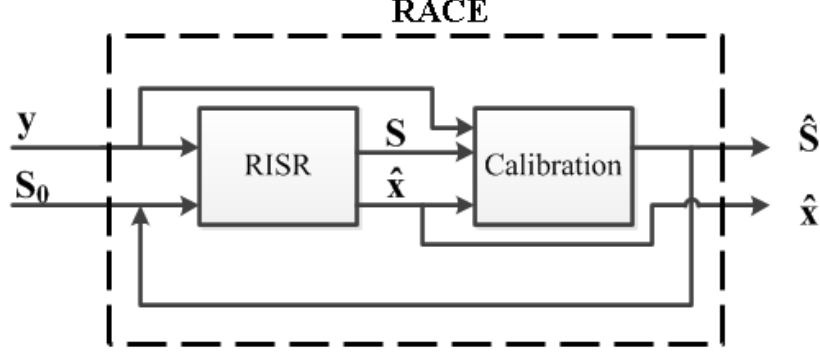 RACE
y
S₀
RISR
S
x̂
Calibration
Ŝ
x̂